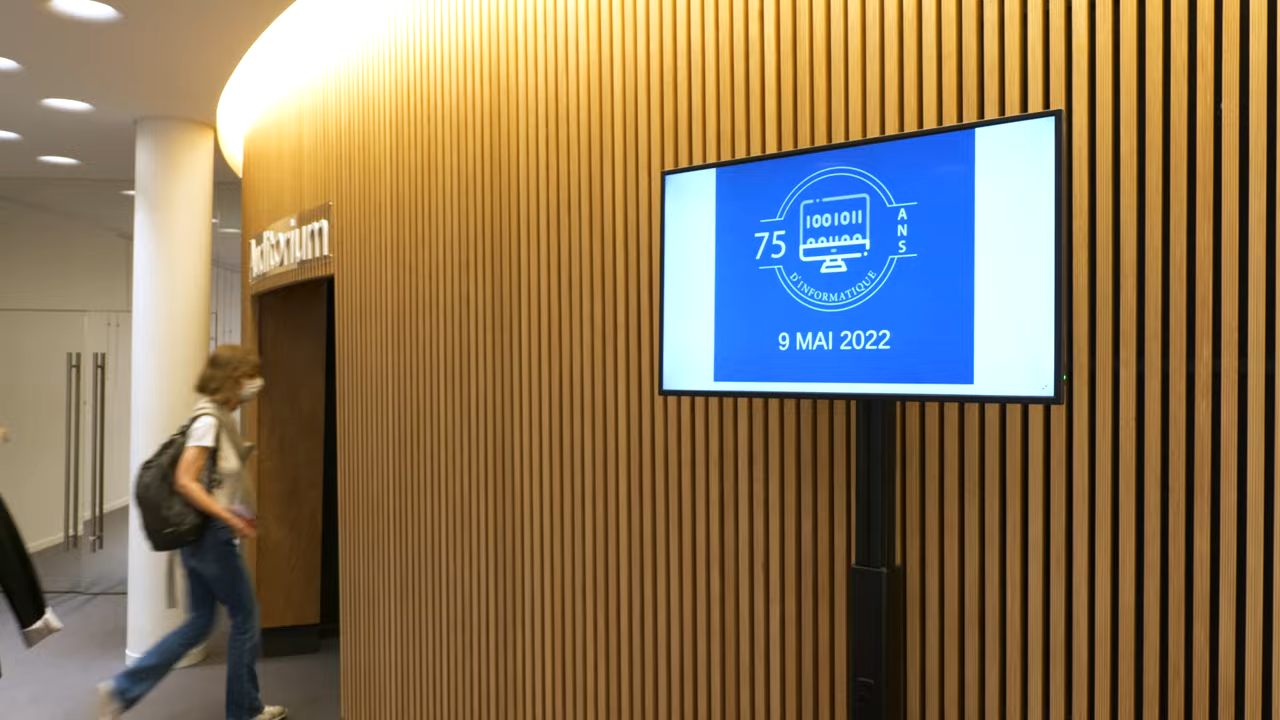 Auditorium
75
1001011
ANS
D'INFORMATIQUE
9 MAI 2022